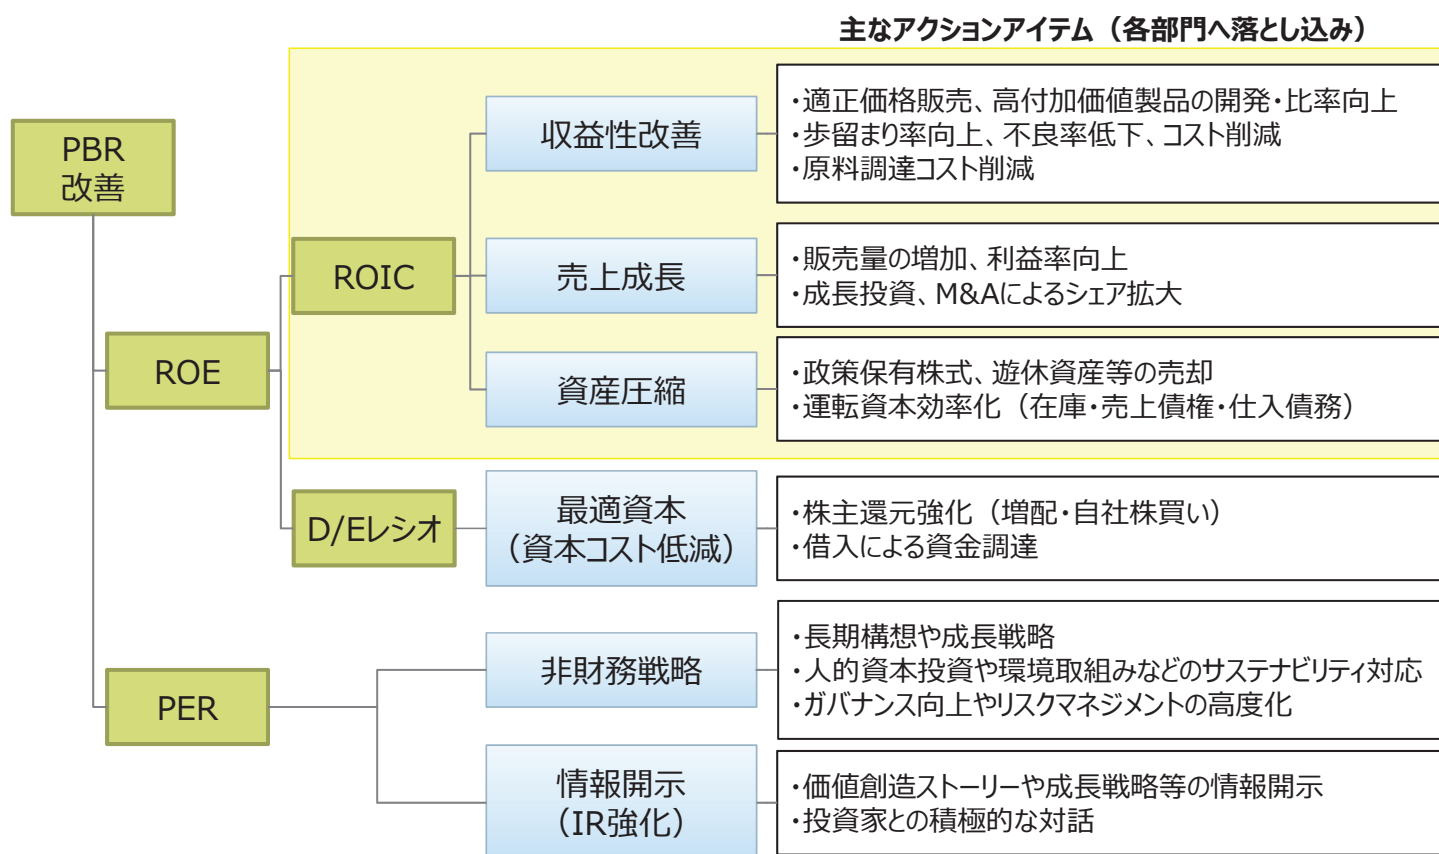 主なアクションアイテム（各部門へ落とし込み）
PBR
改善
ROE
ROIC
収益性改善
・適正価格販売、高付加価値製品の開発・比率向上
・歩留まり率向上、不良率低下、コスト削減
・原料調達コスト削減
売上成長
・販売量の増加、利益率向上
・成長投資、M&Aによるシェア拡大
資産圧縮
・政策保有株式、遊休資産等の売却
・運転資本効率化（在庫・売上債権・仕入債務）
D/Eレシオ
最適資本
（資本コスト低減）
・株主還元強化（増配・自社株買い）
・借入による資金調達
PER
非財務戦略
・長期構想や成長戦略
・人的資本投資や環境取組みなどのサステナビリティ対応
・ガバナンス向上やリスクマネジメントの高度化
情報開示
（IR強化）
・価値創造ストーリーや成長戦略等の情報開示
・投資家との積極的な対話